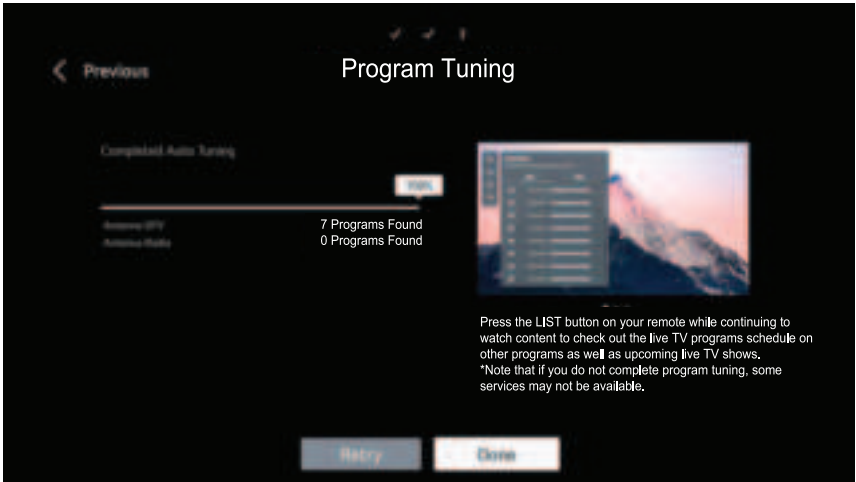 Previous
Program Tuning
Completed Auto Tuning
100%
Antenna DTV
7 Programs Found
Antenna Radio
0 Programs Found
Press the LIST button on your remote while continuing to
watch content to check out the live TV programs schedule on
other programs as well as upcoming live TV shows.
*Note that if you do not complete program tuning, some
services may not be available.
Retry
Done